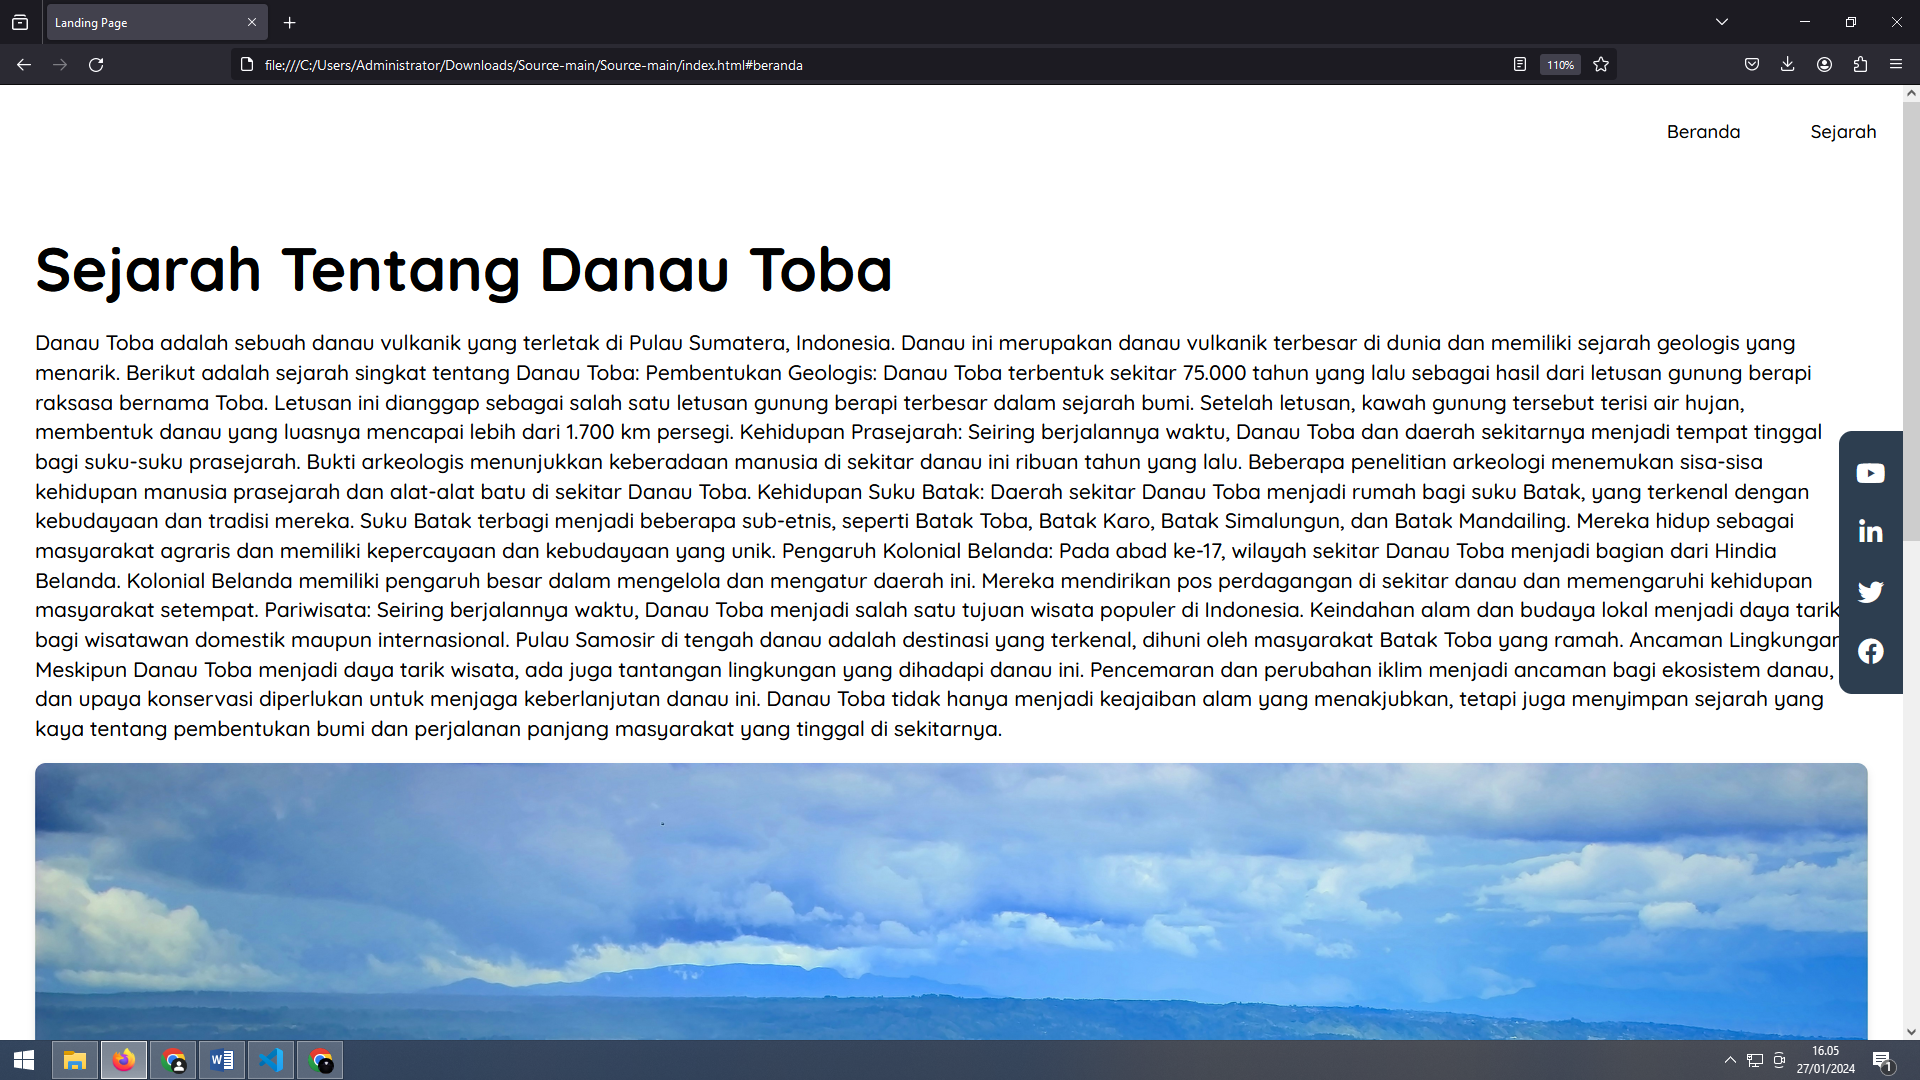 Landing Page
file:///C:/Users/Administrator/Downloads/Source-main/Source-main/index.html#beranda
110%
Beranda
Sejarah
Sejarah Tentang Danau Toba
Danau Toba adalah sebuah danau vulkanik yang terletak di Pulau Sumatera, Indonesia. Danau ini merupakan danau vulkanik terbesar di dunia dan memiliki sejarah geologis yang
menarik. Berikut adalah sejarah singkat tentang Danau Toba: Pembentukan Geologis: Danau Toba terbentuk sekitar 75.000 tahun yang lalu sebagai hasil dari letusan gunung berapi
raksasa bernama Toba. Letusan ini dianggap sebagai salah satu letusan gunung berapi terbesar dalam sejarah bumi. Setelah letusan, kawah gunung tersebut terisi air hujan,
membentuk danau yang luasnya mencapai lebih dari 1.700 km persegi. Kehidupan Prasejarah: Seiring berjalannya waktu, Danau Toba dan daerah sekitarnya menjadi tempat tinggal
bagi suku-suku prasejarah. Bukti arkeologis menunjukkan keberadaan manusia di sekitar danau ini ribuan tahun yang lalu. Beberapa penelitian arkeologi menemukan sisa-sisa
kehidupan manusia prasejarah dan alat-alat batu di sekitar Danau Toba. Kehidupan Suku Batak: Daerah sekitar Danau Toba menjadi rumah bagi suku Batak, yang terkenal dengan
kebudayaan dan tradisi mereka. Suku Batak terbagi menjadi beberapa sub-etnis, seperti Batak Toba, Batak Karo, Batak Simalungun, dan Batak Mandailing. Mereka hidup sebagai
masyarakat agraris dan memiliki kepercayaan dan kebudayaan yang unik. Pengaruh Kolonial Belanda: Pada abad ke-17, wilayah sekitar Danau Toba menjadi bagian dari Hindia
Belanda. Kolonial Belanda memiliki pengaruh besar dalam mengelola dan mengatur daerah ini. Mereka mendirikan pos perdagangan di sekitar danau dan memengaruhi kehidupan
masyarakat setempat. Pariwisata: Seiring berjalannya waktu, Danau Toba menjadi salah satu tujuan wisata populer di Indonesia. Keindahan alam dan budaya lokal menjadi daya tarik
bagi wisatawan domestik maupun internasional. Pulau Samosir di tengah danau adalah destinasi yang terkenal, dihuni oleh masyarakat Batak Toba yang ramah. Ancaman Lingkungan
Meskipun Danau Toba menjadi daya tarik wisata, ada juga tantangan lingkungan yang dihadapi danau ini. Pencemaran dan perubahan iklim menjadi ancaman bagi ekosistem danau,
dan upaya konservasi diperlukan untuk menjaga keberlanjutan danau ini. Danau Toba tidak hanya menjadi keajaiban alam yang menakjubkan, tetapi juga menyimpan sejarah yang
kaya tentang pembentukan bumi dan perjalanan panjang masyarakat yang tinggal di sekitarnya.
16.05
27/01/2024
1